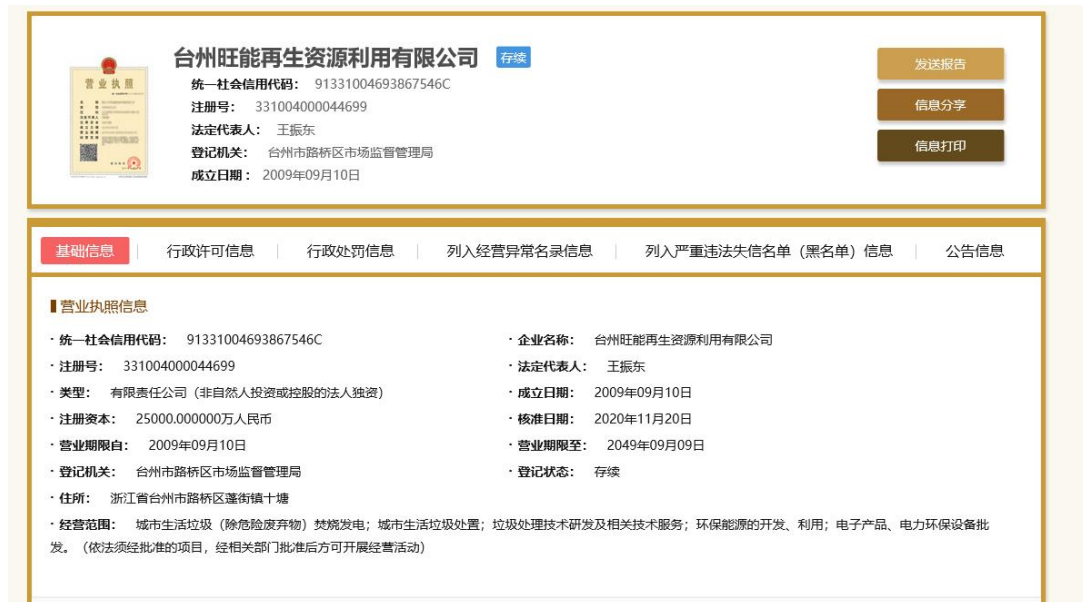 台州旺能再生资源利用有限公司 存续
统一社会信用代码： 91331004693867546C
注册号： 331004000044699
法定代表人： 王振东
登记机关： 台州市路桥区市场监督管理局
成立日期： 2009年09月10日
营业执照
发送报告
信息分享
信息打印
基础信息 行政许可信息 行政处罚信息 列入经营异常名录信息 列入严重违法失信名单（黑名单）信息 公告信息
营业执照信息
· 统一社会信用代码： 91331004693867546C
· 企业名称： 台州旺能再生资源利用有限公司
· 注册号： 331004000044699
· 法定代表人： 王振东
· 类型： 有限责任公司（非自然人投资或控股的法人独资）
· 成立日期： 2009年09月10日
· 注册资本： 25000.000000万人民币
· 核准日期： 2020年11月20日
· 营业期限自： 2009年09月10日
· 营业期限至： 2049年09月09日
· 登记机关： 台州市路桥区市场监督管理局
· 登记状态： 存续
· 住所： 浙江省台州市路桥区蓬街镇十塘
· 经营范围： 城市生活垃圾（除危险废弃物）焚烧发电；城市生活垃圾处置；垃圾处理技术研发及相关技术服务；环保能源的开发、利用；电子产品、电力环保设备批
发。（依法须经批准的项目，经相关部门批准后方可开展经营活动）